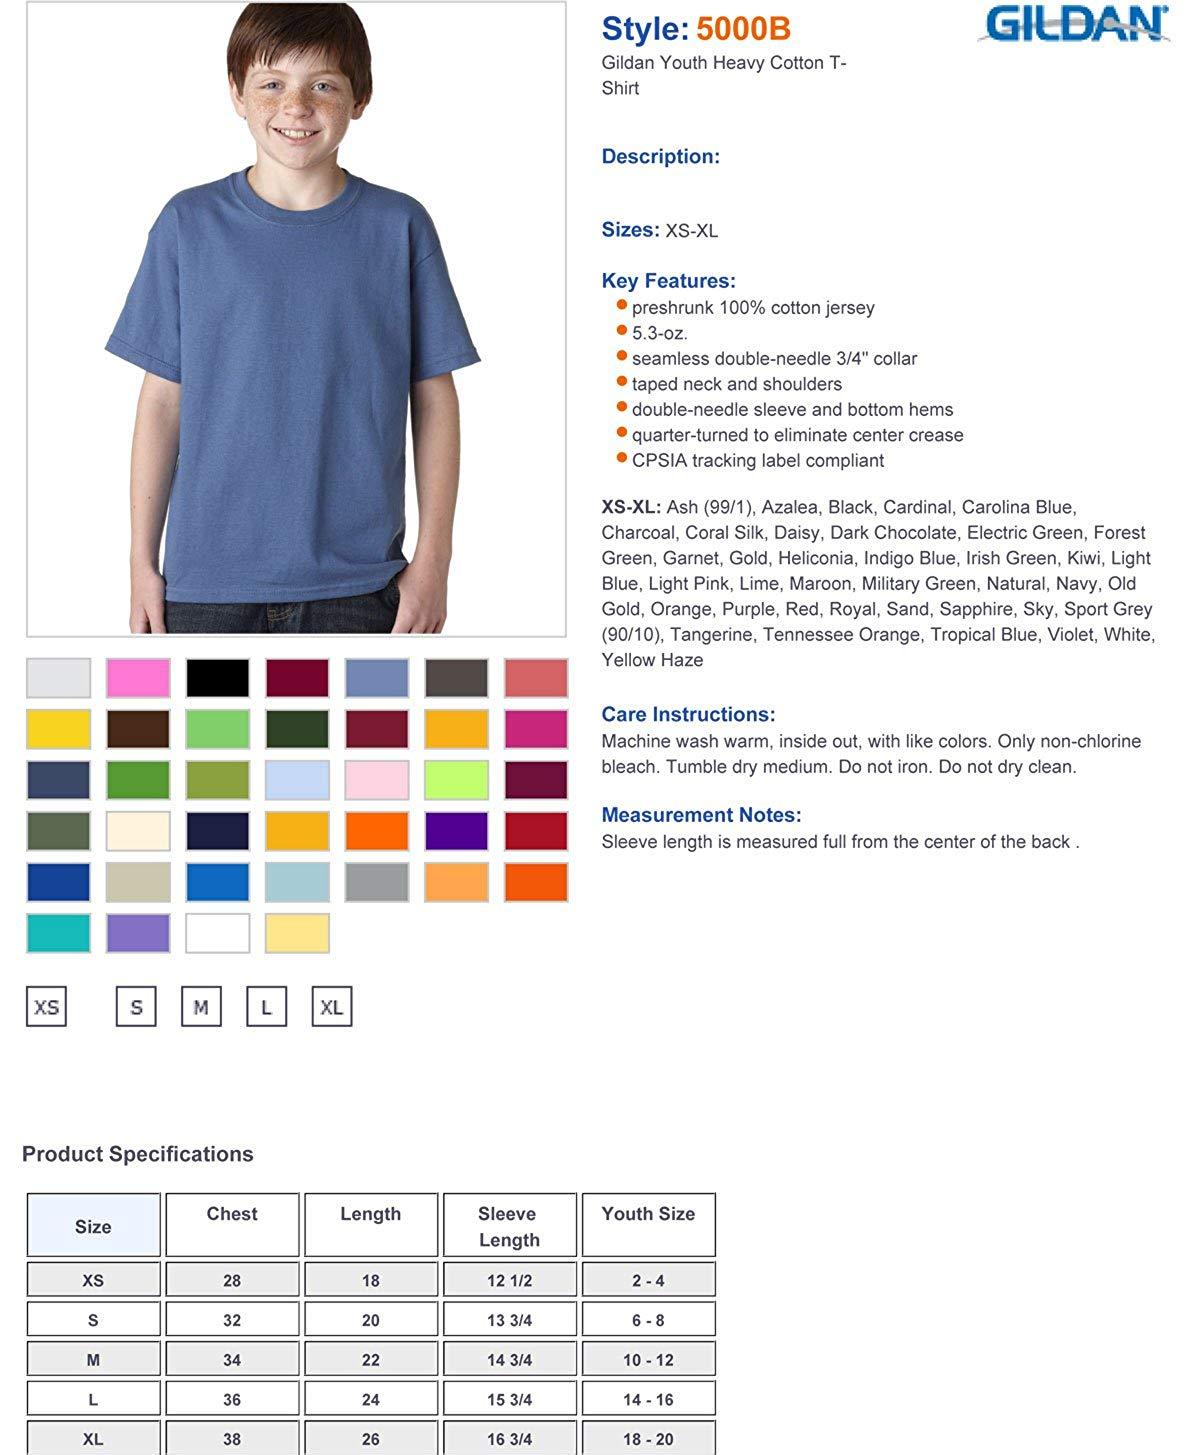 Style: 5000B
GILDAN
Gildan Youth Heavy Cotton T-
Shirt
Description:
Sizes: XS-XL
Key Features:
preshrunk 100% cotton jersey
5.3-oz.
seamless double-needle 3/4" collar
taped neck and shoulders
double-needle sleeve and bottom hems
quarter-turned to eliminate center crease
CPSIA tracking label compliant
XS-XL: Ash (99/1), Azalea, Black, Cardinal, Carolina Blue,
Charcoal, Coral Silk, Daisy, Dark Chocolate, Electric Green, Forest
Green, Garnet, Gold, Heliconia, Indigo Blue, Irish Green, Kiwi, Light
Blue, Light Pink, Lime, Maroon, Military Green, Natural, Navy, Old
Gold, Orange, Purple, Red, Royal, Sand, Sapphire, Sky, Sport Grey
(90/10), Tangerine, Tennessee Orange, Tropical Blue, Violet, White,
Yellow Haze
Care Instructions:
Machine wash warm, inside out, with like colors. Only non-chlorine
bleach. Tumble dry medium. Do not iron. Do not dry clean.
Measurement Notes:
Sleeve length is measured full from the center of the back .
XS S M L XL
Product Specifications
Size Chest Length Sleeve Length Youth Size
XS 28 18 12 1/2 2 - 4
S 32 20 13 3/4 6 - 8
M 34 22 14 3/4 10 - 12
L 36 24 15 3/4 14 - 16
XL 38 26 16 3/4 18 - 20